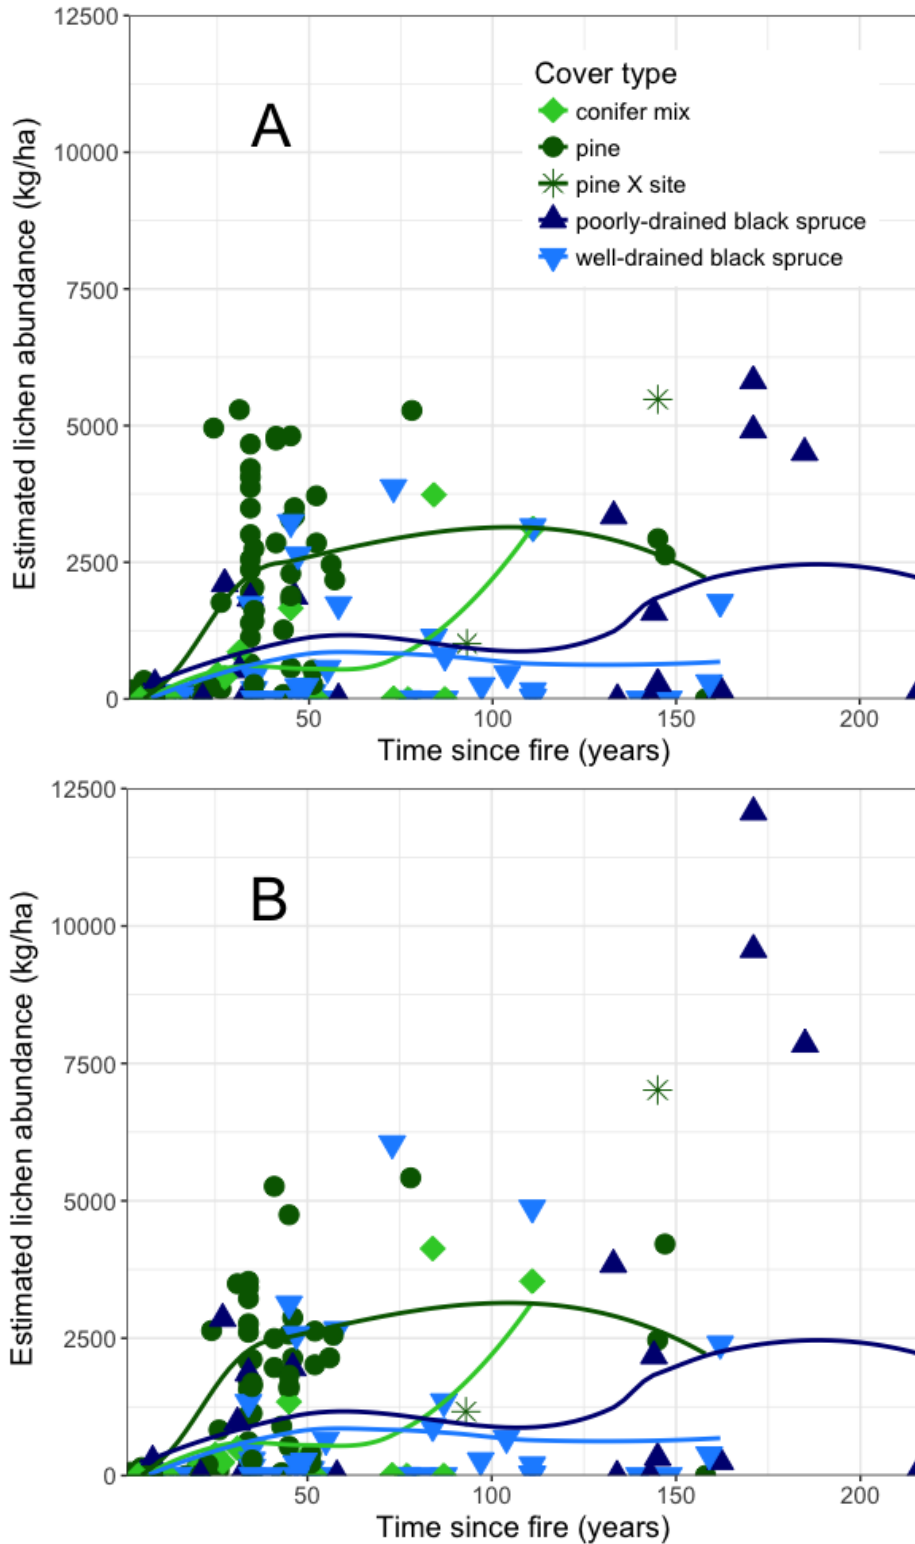 12500
10000
7500
5000
2500
0
Estimated lichen abundance (kg/ha)
A
Cover type
conifer mix
pine
pine X site
poorly-drained black spruce
well-drained black spruce
50 100 150 200
Time since fire (years)
12500
10000
7500
5000
2500
0
Estimated lichen abundance (kg/ha)
B
50 100 150 200
Time since fire (years)